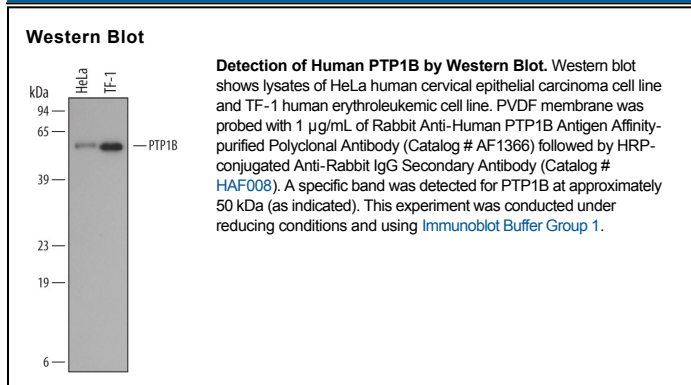 Western Blot
kDa
HeLa
TF-1
94
65
PTP1B
39
23
19
6
Detection of Human PTP1B by Western Blot. Western blot
shows lysates of HeLa human cervical epithelial carcinoma cell line
and TF-1 human erythroleukemic cell line. PVDF membrane was
probed with 1 µg/mL of Rabbit Anti-Human PTP1B Antigen Affinity-
purified Polyclonal Antibody (Catalog # AF1366) followed by HRP-
conjugated Anti-Rabbit IgG Secondary Antibody (Catalog #
HAF008). A specific band was detected for PTP1B at approximately
50 kDa (as indicated). This experiment was conducted under
reducing conditions and using Immunoblot Buffer Group 1.